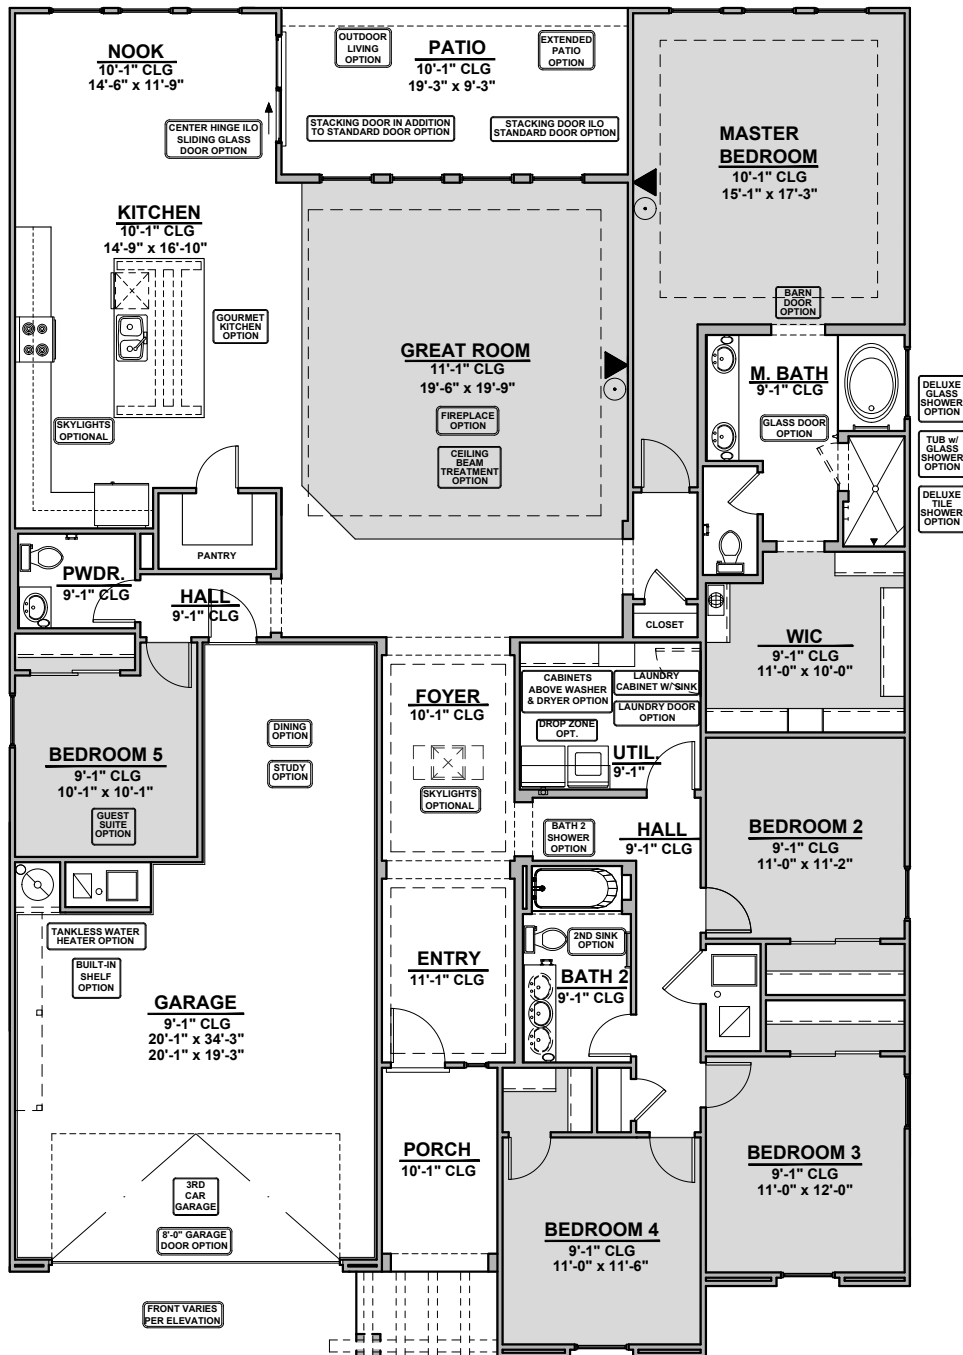 NOOK
10'-1" CLG
14'-6" x 11'-9"
OUTDOOR
LIVING
OPTION
PATIO
10'-1" CLG
19'-3" x 9'-3"
EXTENDED
PATIO
OPTION
CENTER HINGE ILO
SLIDING GLASS
DOOR OPTION
STACKING DOOR IN ADDITION
TO STANDARD DOOR OPTION
STACKING DOOR ILO
STANDARD DOOR OPTION
MASTER
BEDROOM
10'-1" CLG
15'-1" x 17'-3"
KITCHEN
10'-1" CLG
14'-9" x 16'-10"
GOURMET
KITCHEN
OPTION
BARN
DOOR
OPTION
GREAT ROOM
11'-1" CLG
19'-6" x 19'-9"
FIREPLACE
OPTION
CEILING
BEAM
TREATMENT
OPTION
M. BATH
9'-1" CLG
GLASS DOOR
OPTION
DELUXE
GLASS
SHOWER
OPTION
TUB w/
GLASS
SHOWER
OPTION
DELUXE
TILE
SHOWER
OPTION
SKYLIGHTS
OPTIONAL
PANTRY
PWDR.
9'-1" CLG
HALL
9'-1" CLG
CLOSET
WIC
9'-1" CLG
11'-0" x 10'-0"
FOYER
10'-1" CLG
SKYLIGHTS
OPTIONAL
CABINETS
ABOVE WASHER
& DRYER OPTION
LAUNDRY
CABINET W/ SINK
LAUNDRY DOOR
OPTION
DROP ZONE
OPT.
UTIL.
9'-1"
DINING
OPTION
STUDY
OPTION
BEDROOM 5
9'-1" CLG
10'-1" x 10'-1"
GUEST
SUITE
OPTION
BATH 2
SHOWER
OPTION
HALL
9'-1" CLG
BEDROOM 2
9'-1" CLG
11'-0" x 11'-2"
TANKLESS WATER
HEATER OPTION
BUILT-IN
SHELF
OPTION
ENTRY
11'-1" CLG
2ND SINK
OPTION
BATH 2
9'-1" CLG
GARAGE
9'-1" CLG
20'-1" x 34'-3"
20'-1" x 19'-3"
PORCH
10'-1" CLG
BEDROOM 3
9'-1" CLG
11'-0" x 12'-0"
3RD
CAR
GARAGE
8'-0" GARAGE
DOOR OPTION
BEDROOM 4
9'-1" CLG
11'-0" x 11'-6"
FRONT VARIES
PER ELEVATION